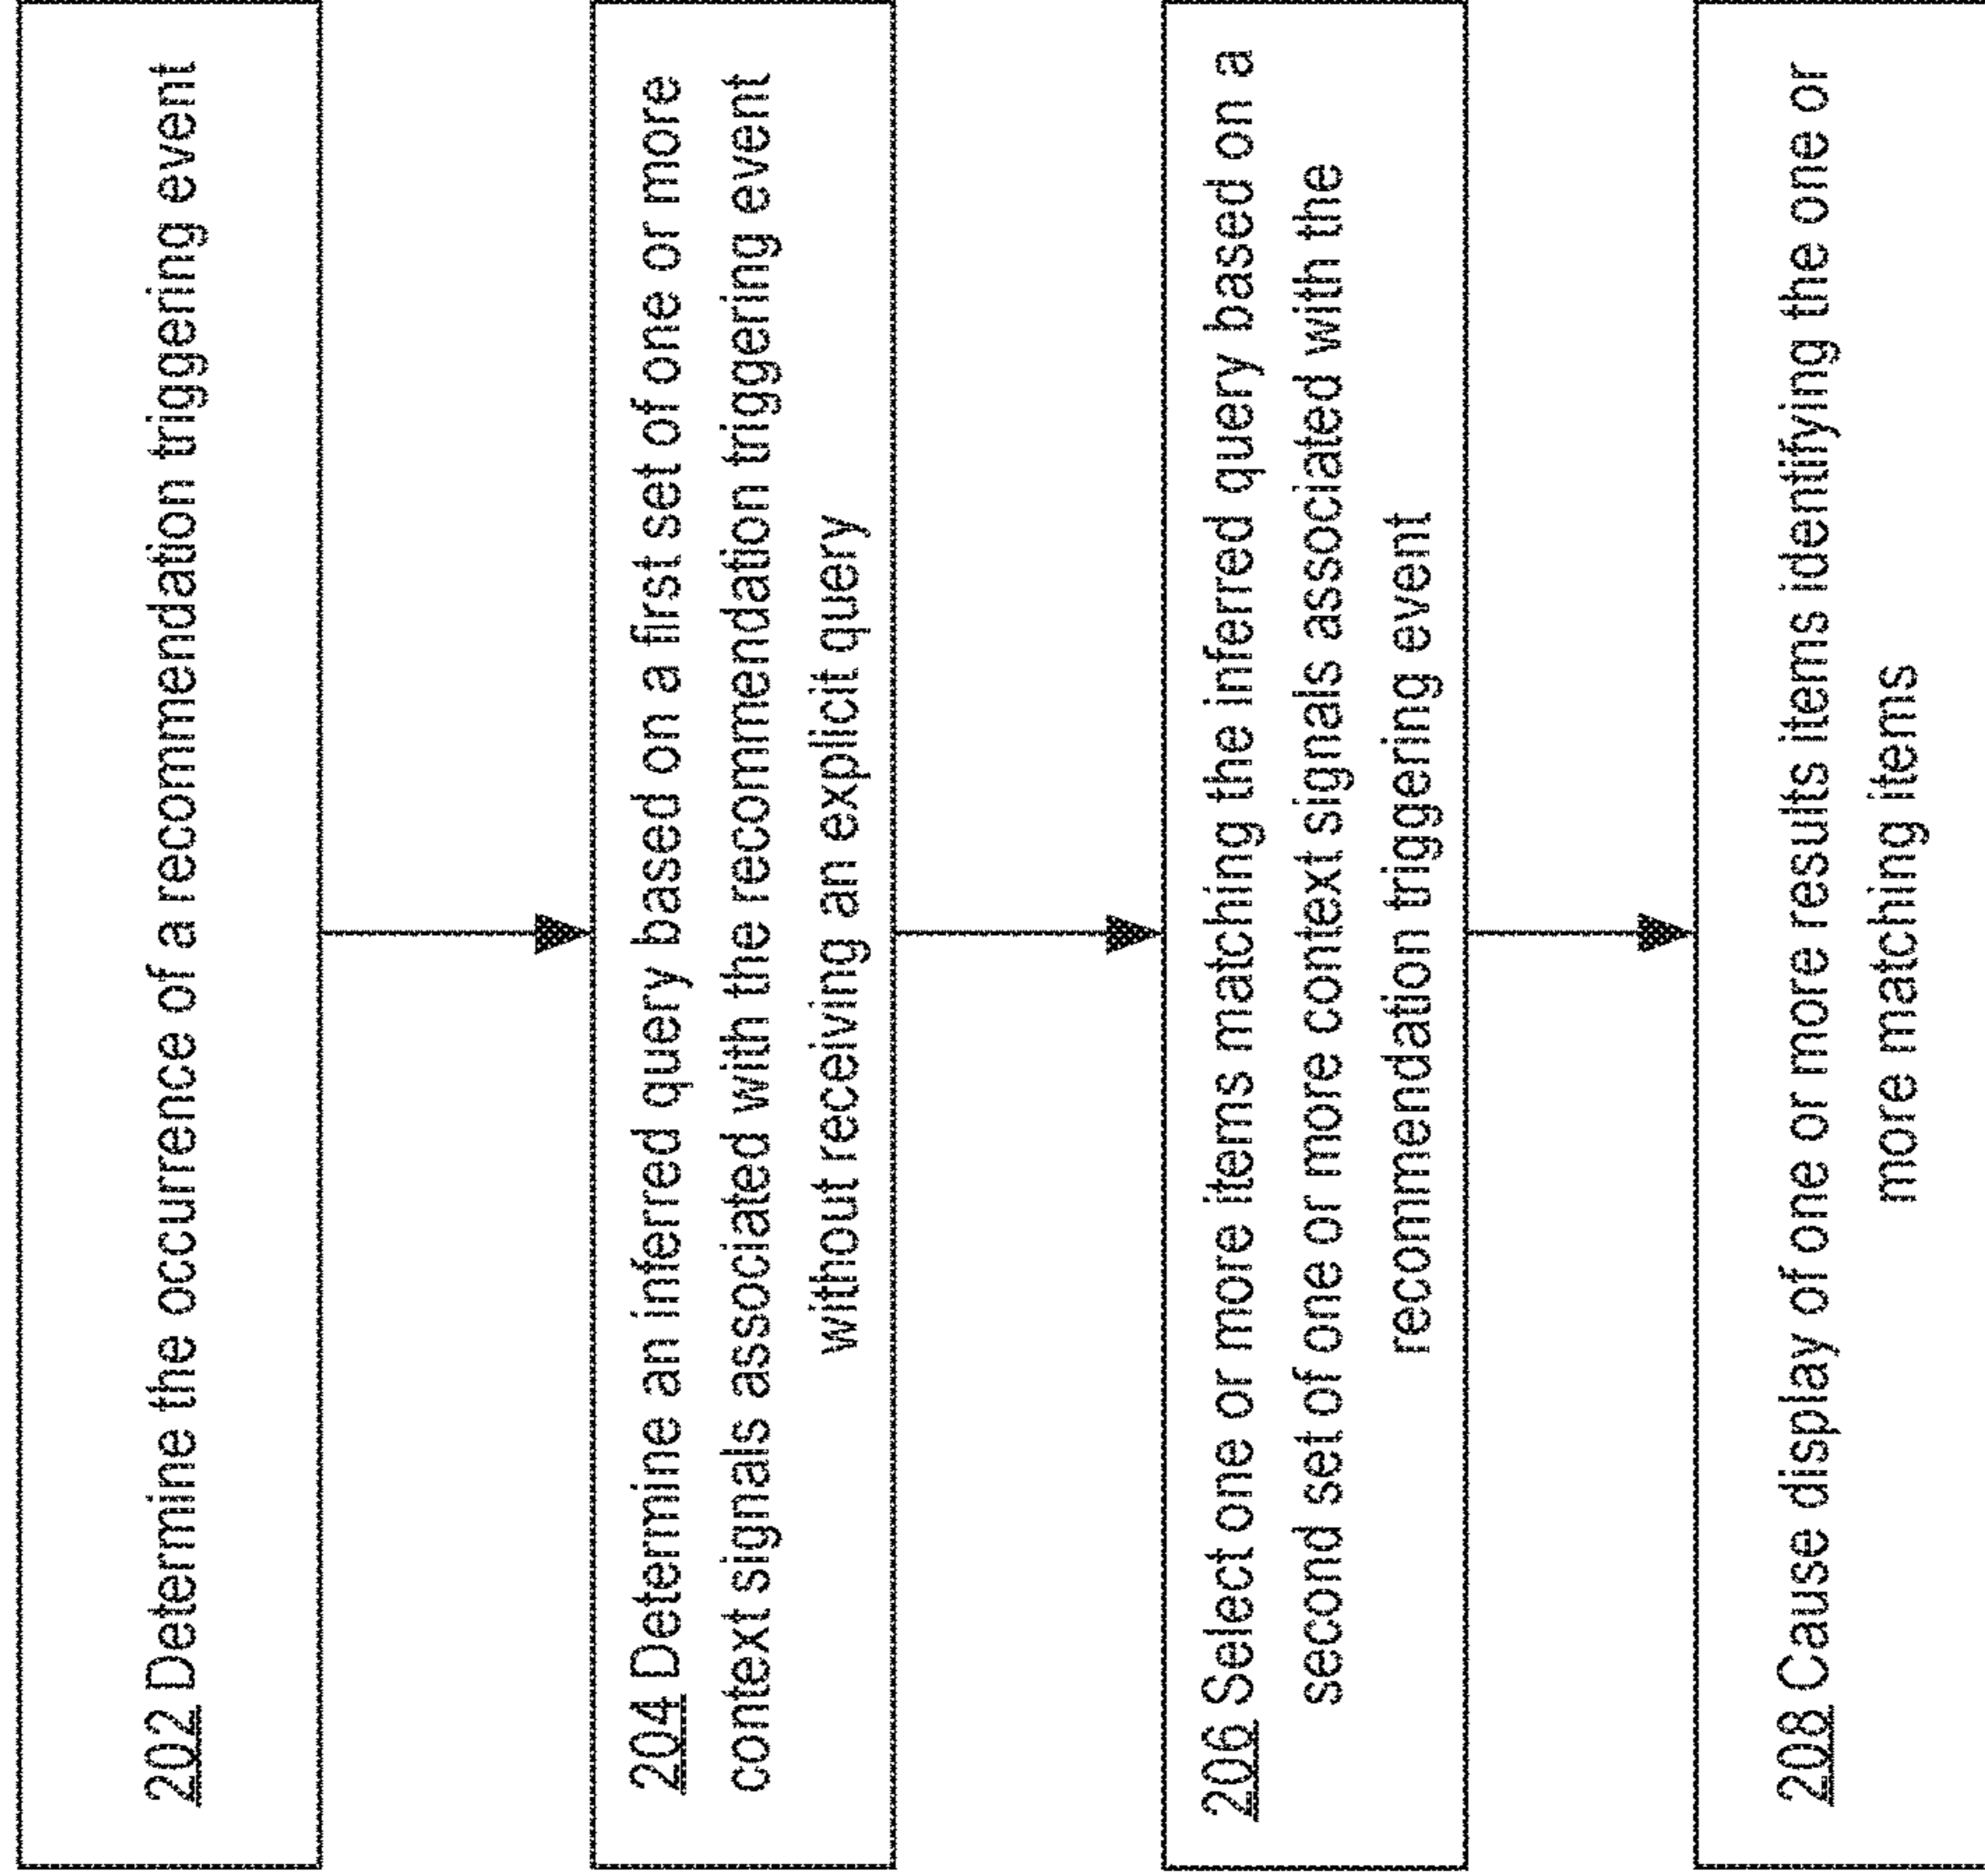 202 Determine the occurrence of a recommendation triggering event
204 Determine an inferred query based on a first set of one or more
context signals associated with the recommendation triggering event
without receiving an explicit query
206 Select one or more items matching the inferred query based on a
second set of one or more context signals associated with the
recommendation triggering event
208 Cause display of one or more results items identifying the one or
more matching items